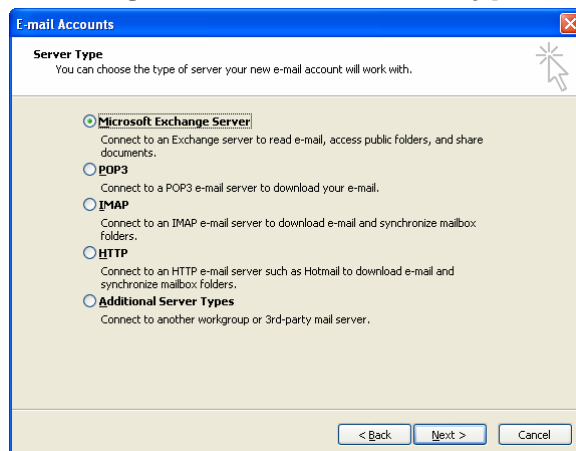 E-mail Accounts
Server Type
You can choose the type of server your new e-mail account will work with.
Microsoft Exchange Server
Connect to an Exchange server to read e-mail, access public folders, and share
documents.
POP3
Connect to a POP3 e-mail server to download your e-mail.
IMAP
Connect to an IMAP e-mail server to download e-mail and synchronize mailbox
folders.
HTTP
Connect to an HTTP e-mail server such as Hotmail to download e-mail and
synchronize mailbox folders.
Additional Server Types
Connect to another workgroup or 3rd-party mail server.
< Back Next > Cancel